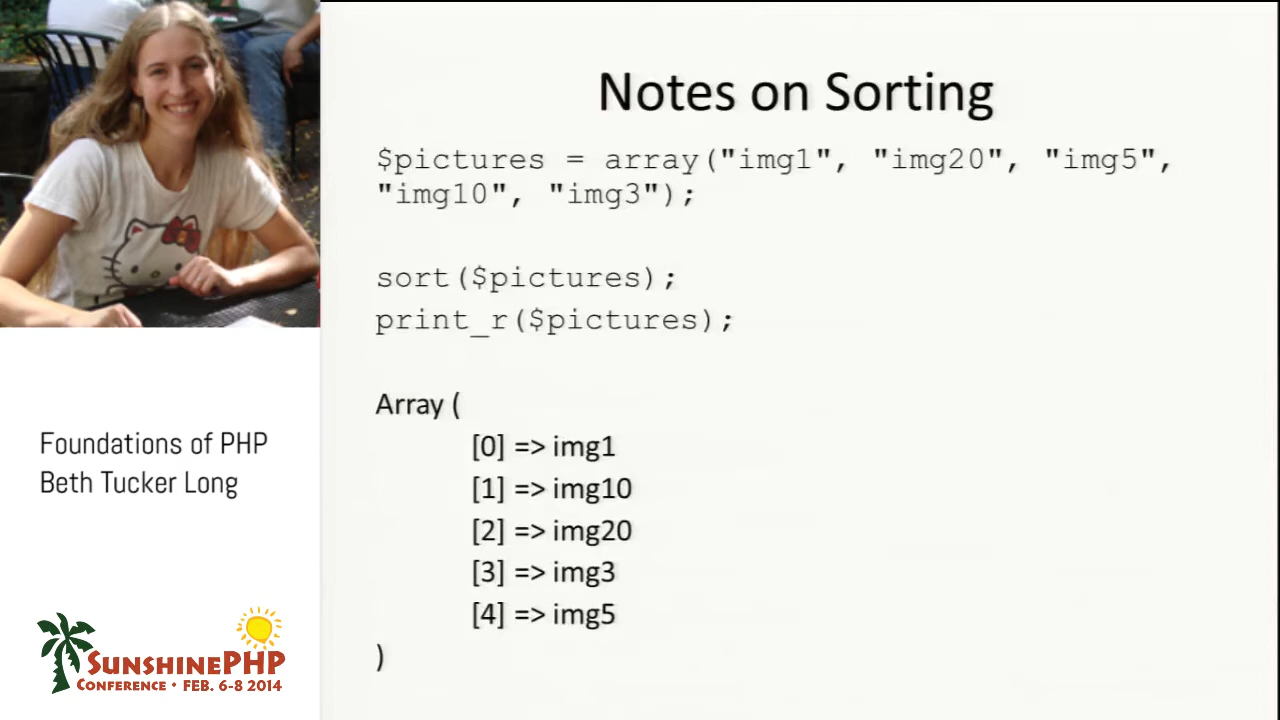 Notes on Sorting
$pictures = array("img1", "img20", "img5",
"img10", "img3");
sort($pictures);
print_r($pictures);
Array (
[0] => img1
[1] => img10
[2] => img20
[3] => img3
[4] => img5
)
Foundations of PHP
Beth Tucker Long
SunshinePHP
Conference • Feb. 6-8 2014